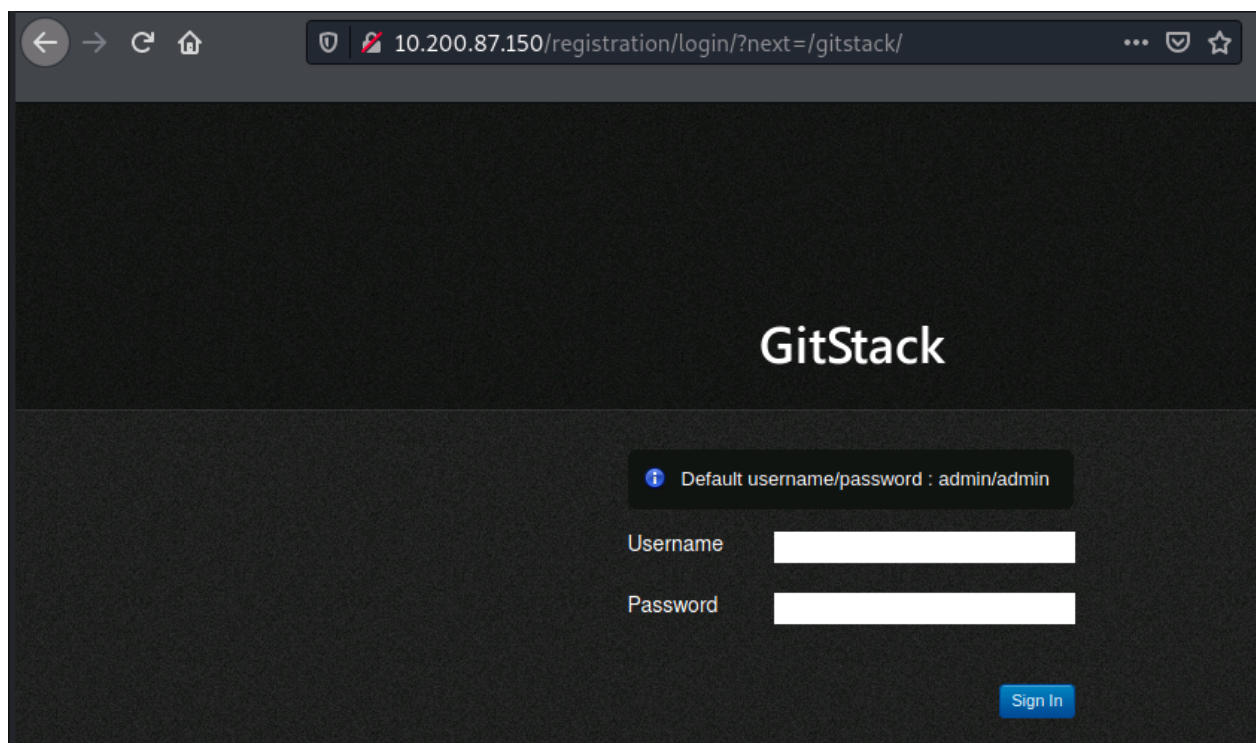 10.200.87.150/registration/login/?next=/gitstack/
GitStack
Default username/password : admin/admin
Username
Password
Sign In